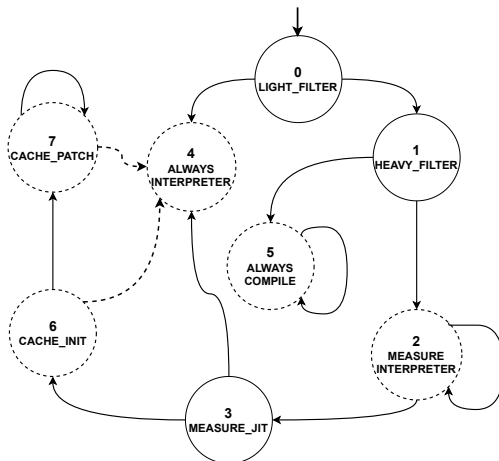 0
LIGHT_FILTER
1
HEAVY_FILTER
7
CACHE_PATCH
4
ALWAYS
INTERPRETER
5
ALWAYS
COMPILE
6
CACHE_INIT
2
MEASURE
INTERPRETER
3
MEASURE_JIT